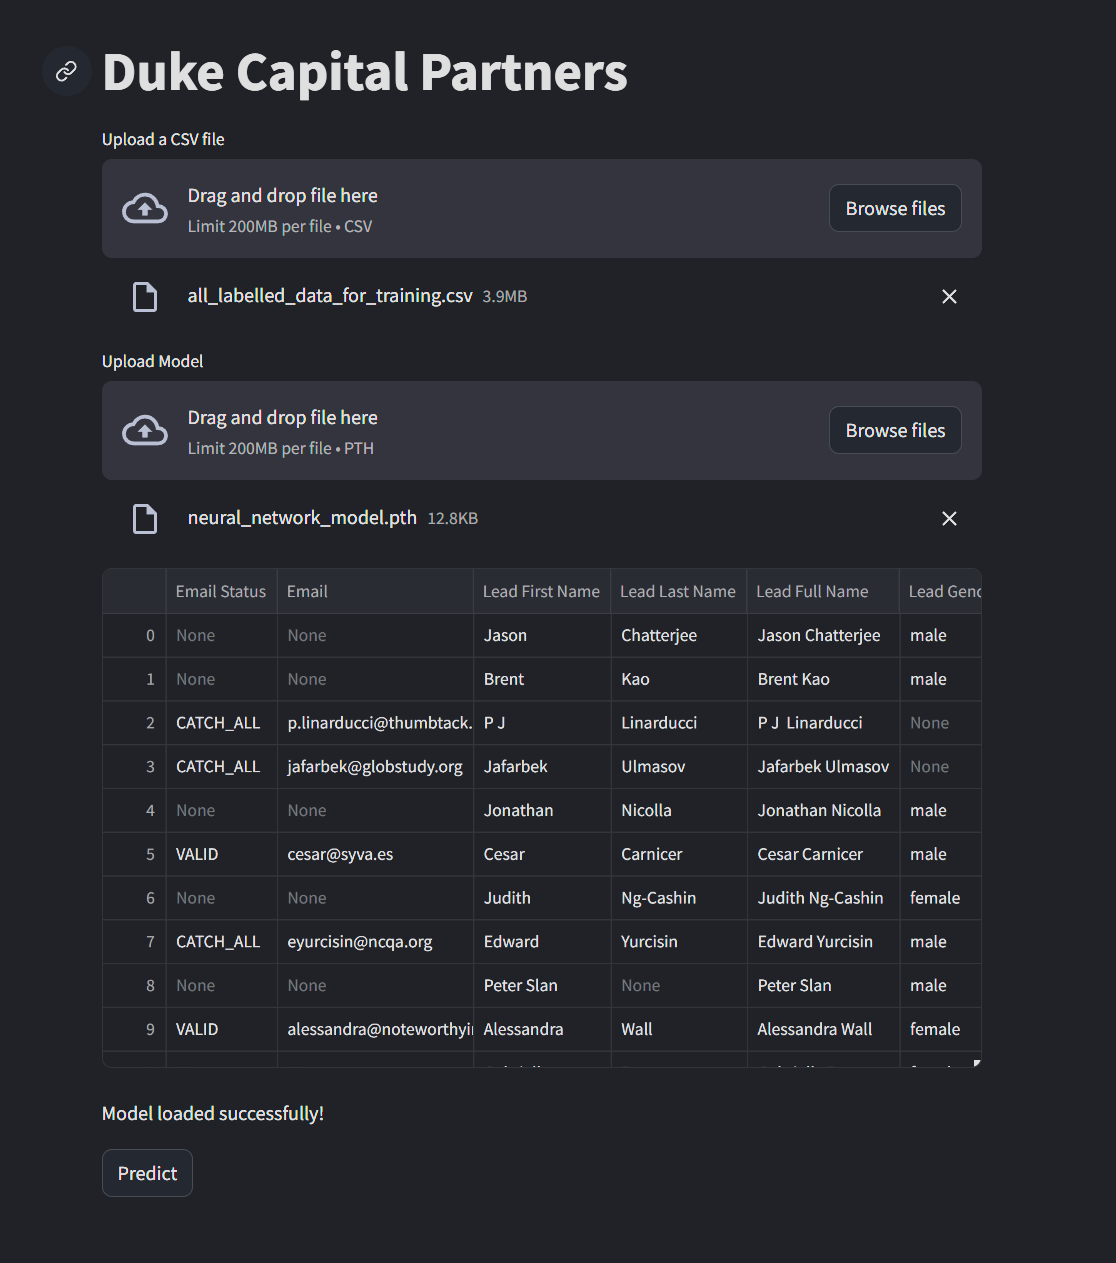 Duke Capital Partners
Upload a CSV file
Drag and drop file here
Limit 200MB per file • CSV
Browse files
all_labelled_data_for_training.csv 3.9MB
Upload Model
Drag and drop file here
Limit 200MB per file • PTH
Browse files
neural_network_model.pth 12.8KB
Email Status Email Lead First Name Lead Last Name Lead Full Name Lead Genc
0 None None Jason Chatterjee Jason Chatterjee male
1 None None Brent Kao Brent Kao male
2 CATCH_ALL p.linarducci@thumbtack. P J Linarducci P J Linarducci None
3 CATCH_ALL jafarbek@globstudy.org Jafarbek Ulmasov Jafarbek Ulmasov None
4 None None Jonathan Nicolla Jonathan Nicolla male
5 VALID cesar@syva.es Cesar Carnicer Cesar Carnicer male
6 None None Judith Ng-Cashin Judith Ng-Cashin female
7 CATCH_ALL eyurcisin@ncqa.org Edward Yurcisin Edward Yurcisin male
8 None None Peter Slan None Peter Slan male
9 VALID alessandra@noteworthyi Alessandra Wall Alessandra Wall female
Model loaded successfully!
Predict